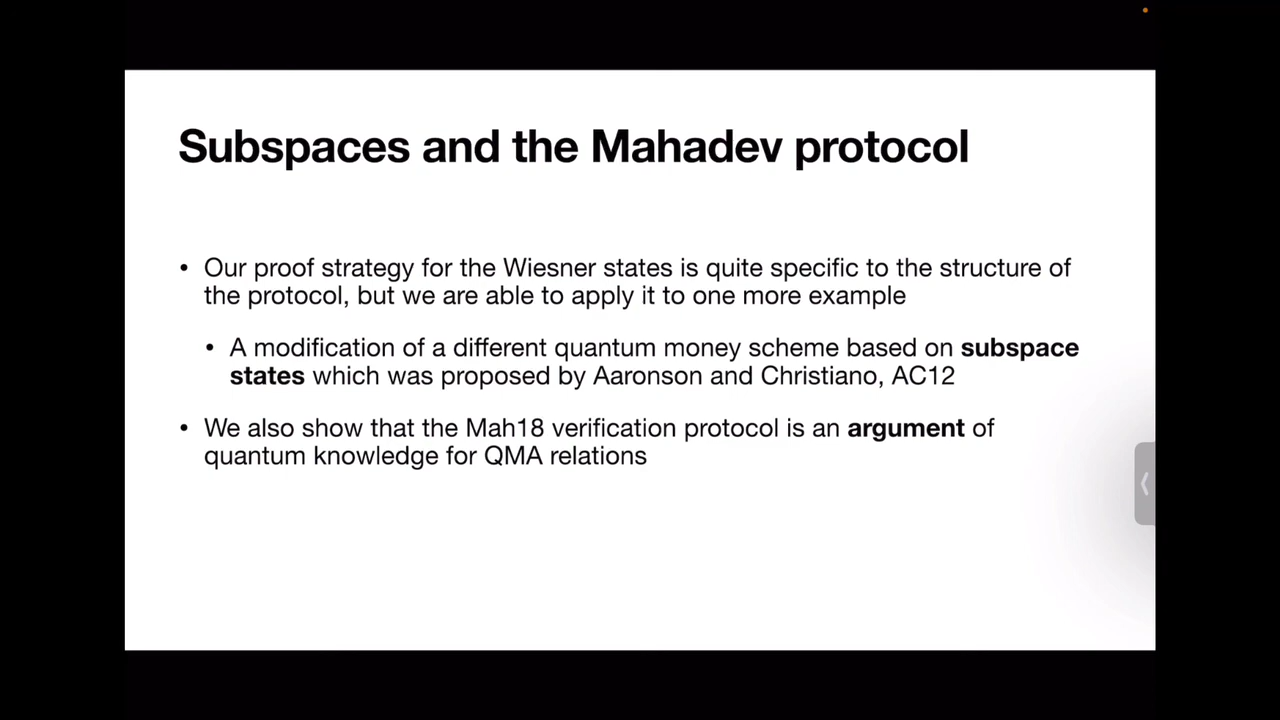 Subspaces and the Mahadev protocol
• Our proof strategy for the Wiesner states is quite specific to the structure of
the protocol, but we are able to apply it to one more example
• A modification of a different quantum money scheme based on subspace
states which was proposed by Aaronson and Christiano, AC12
• We also show that the Mah18 verification protocol is an argument of
quantum knowledge for QMA relations